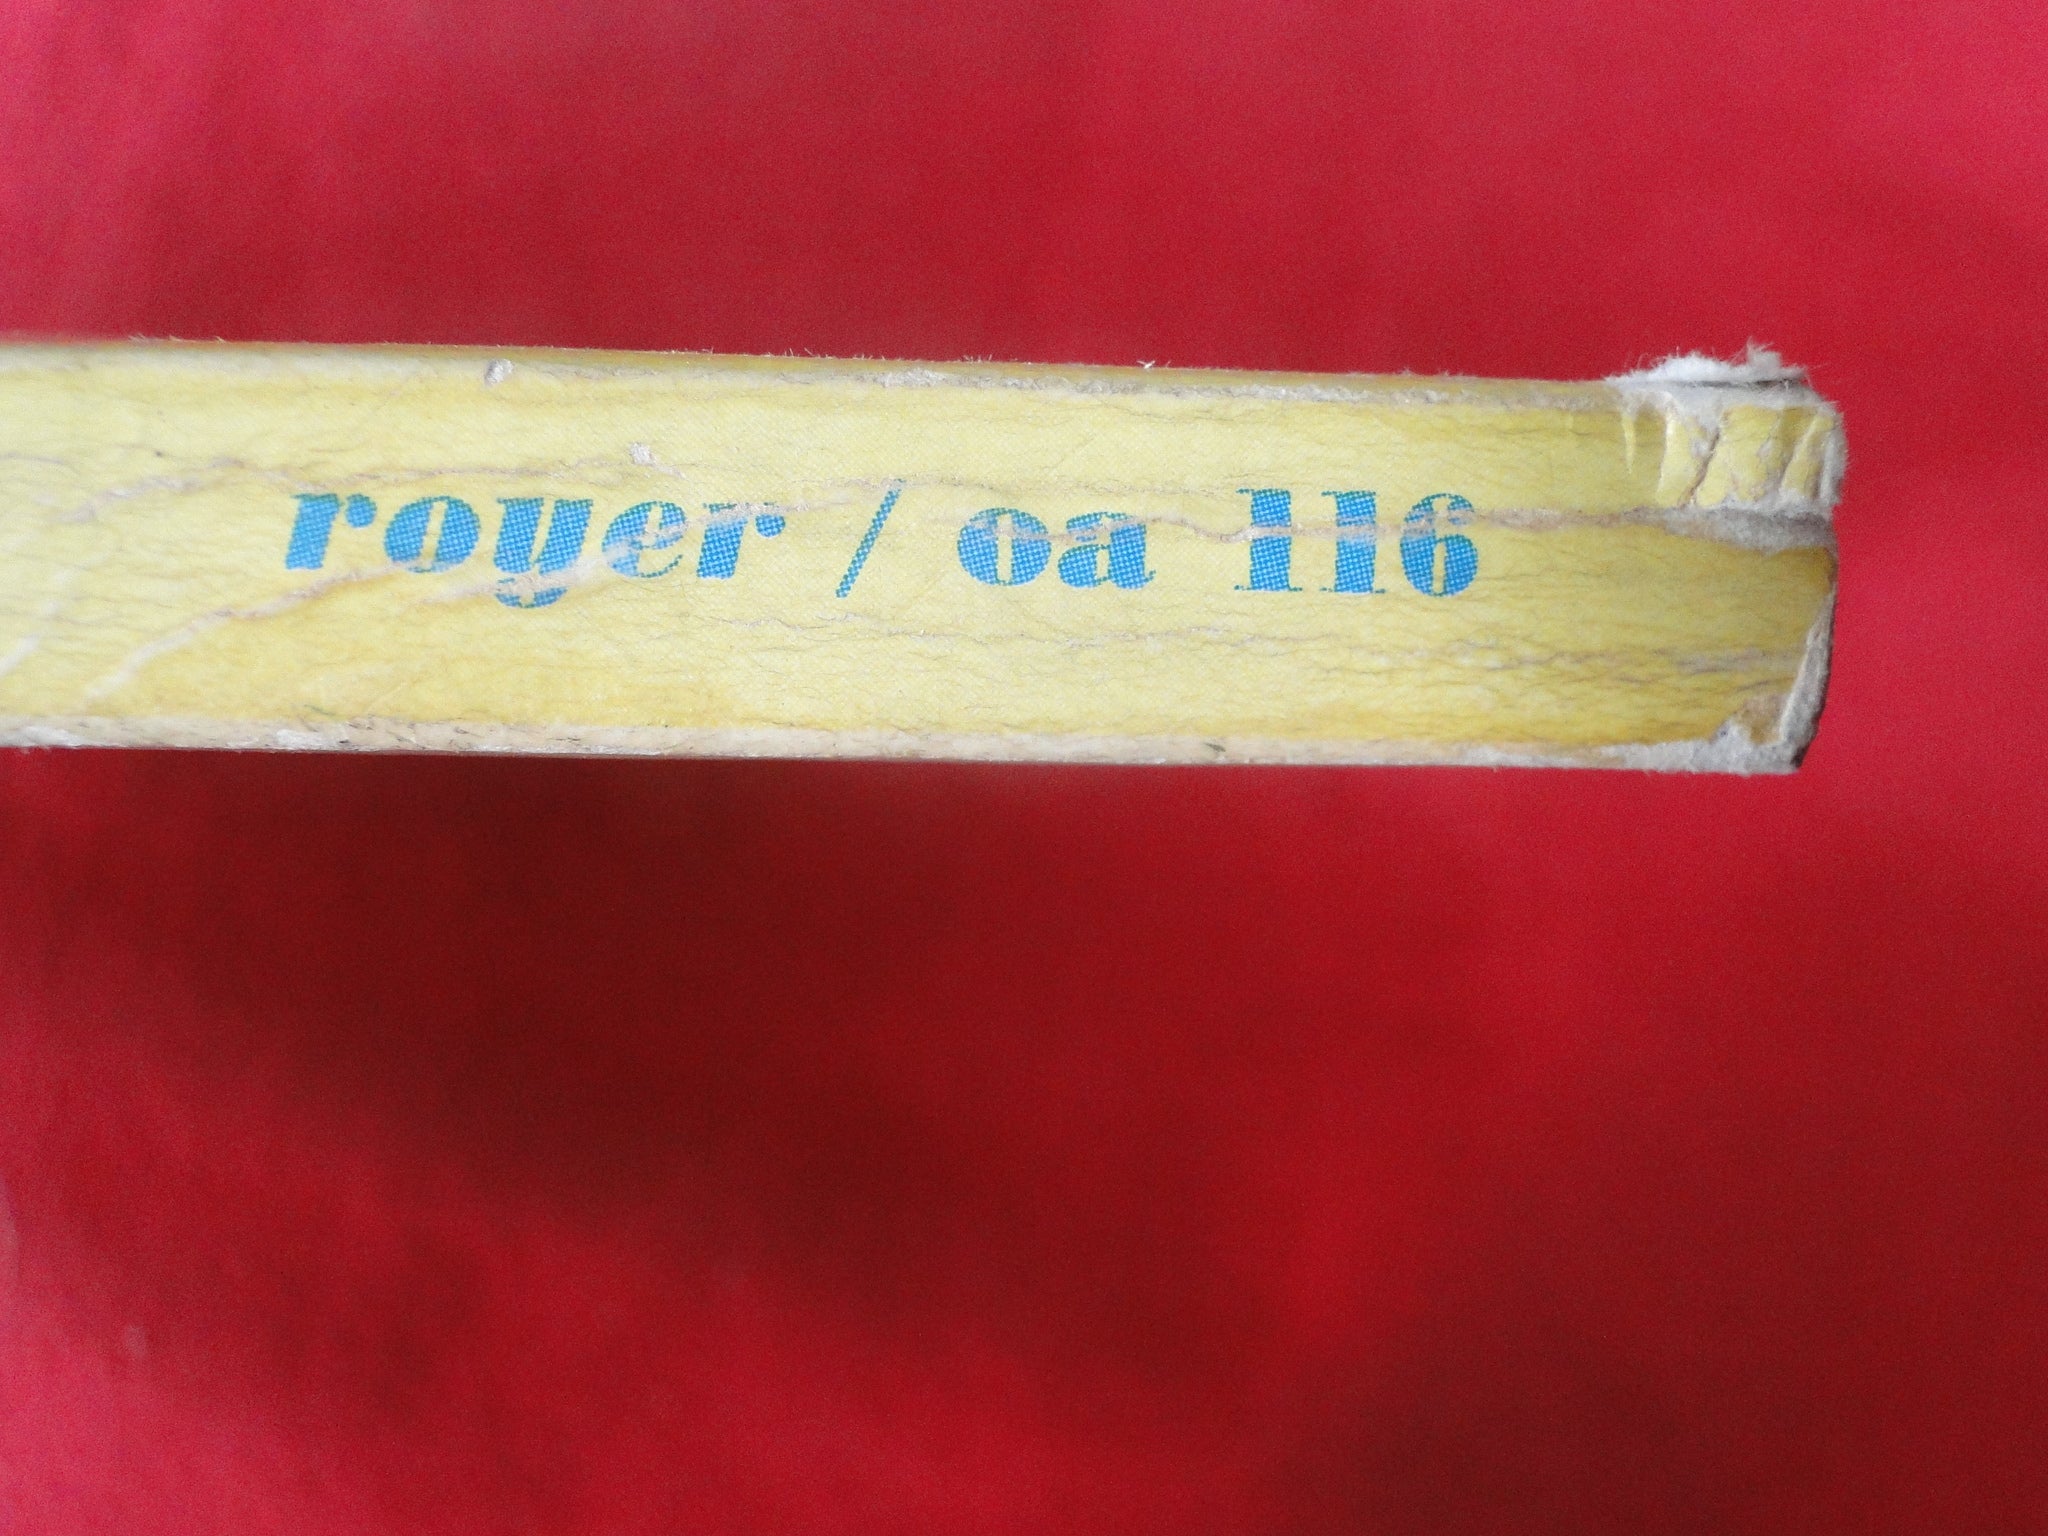 royer / oa 116